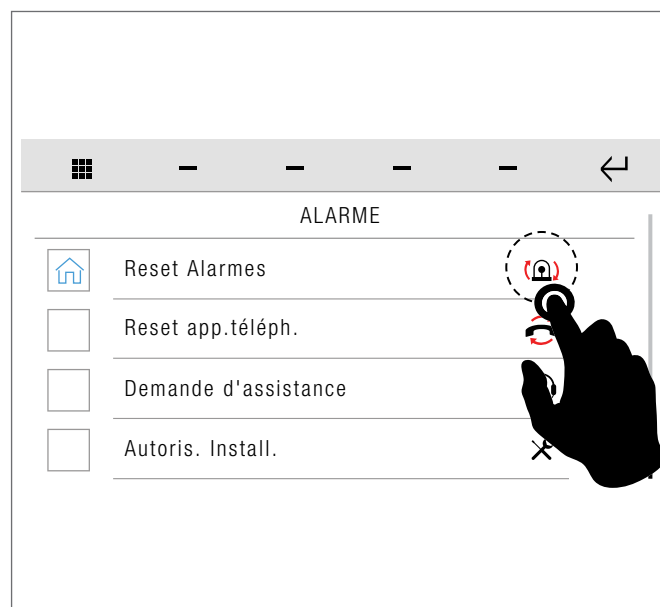 ALARME
Reset Alarmes
Reset app.téléph.
Demande d'assistance
Autoris. Install.